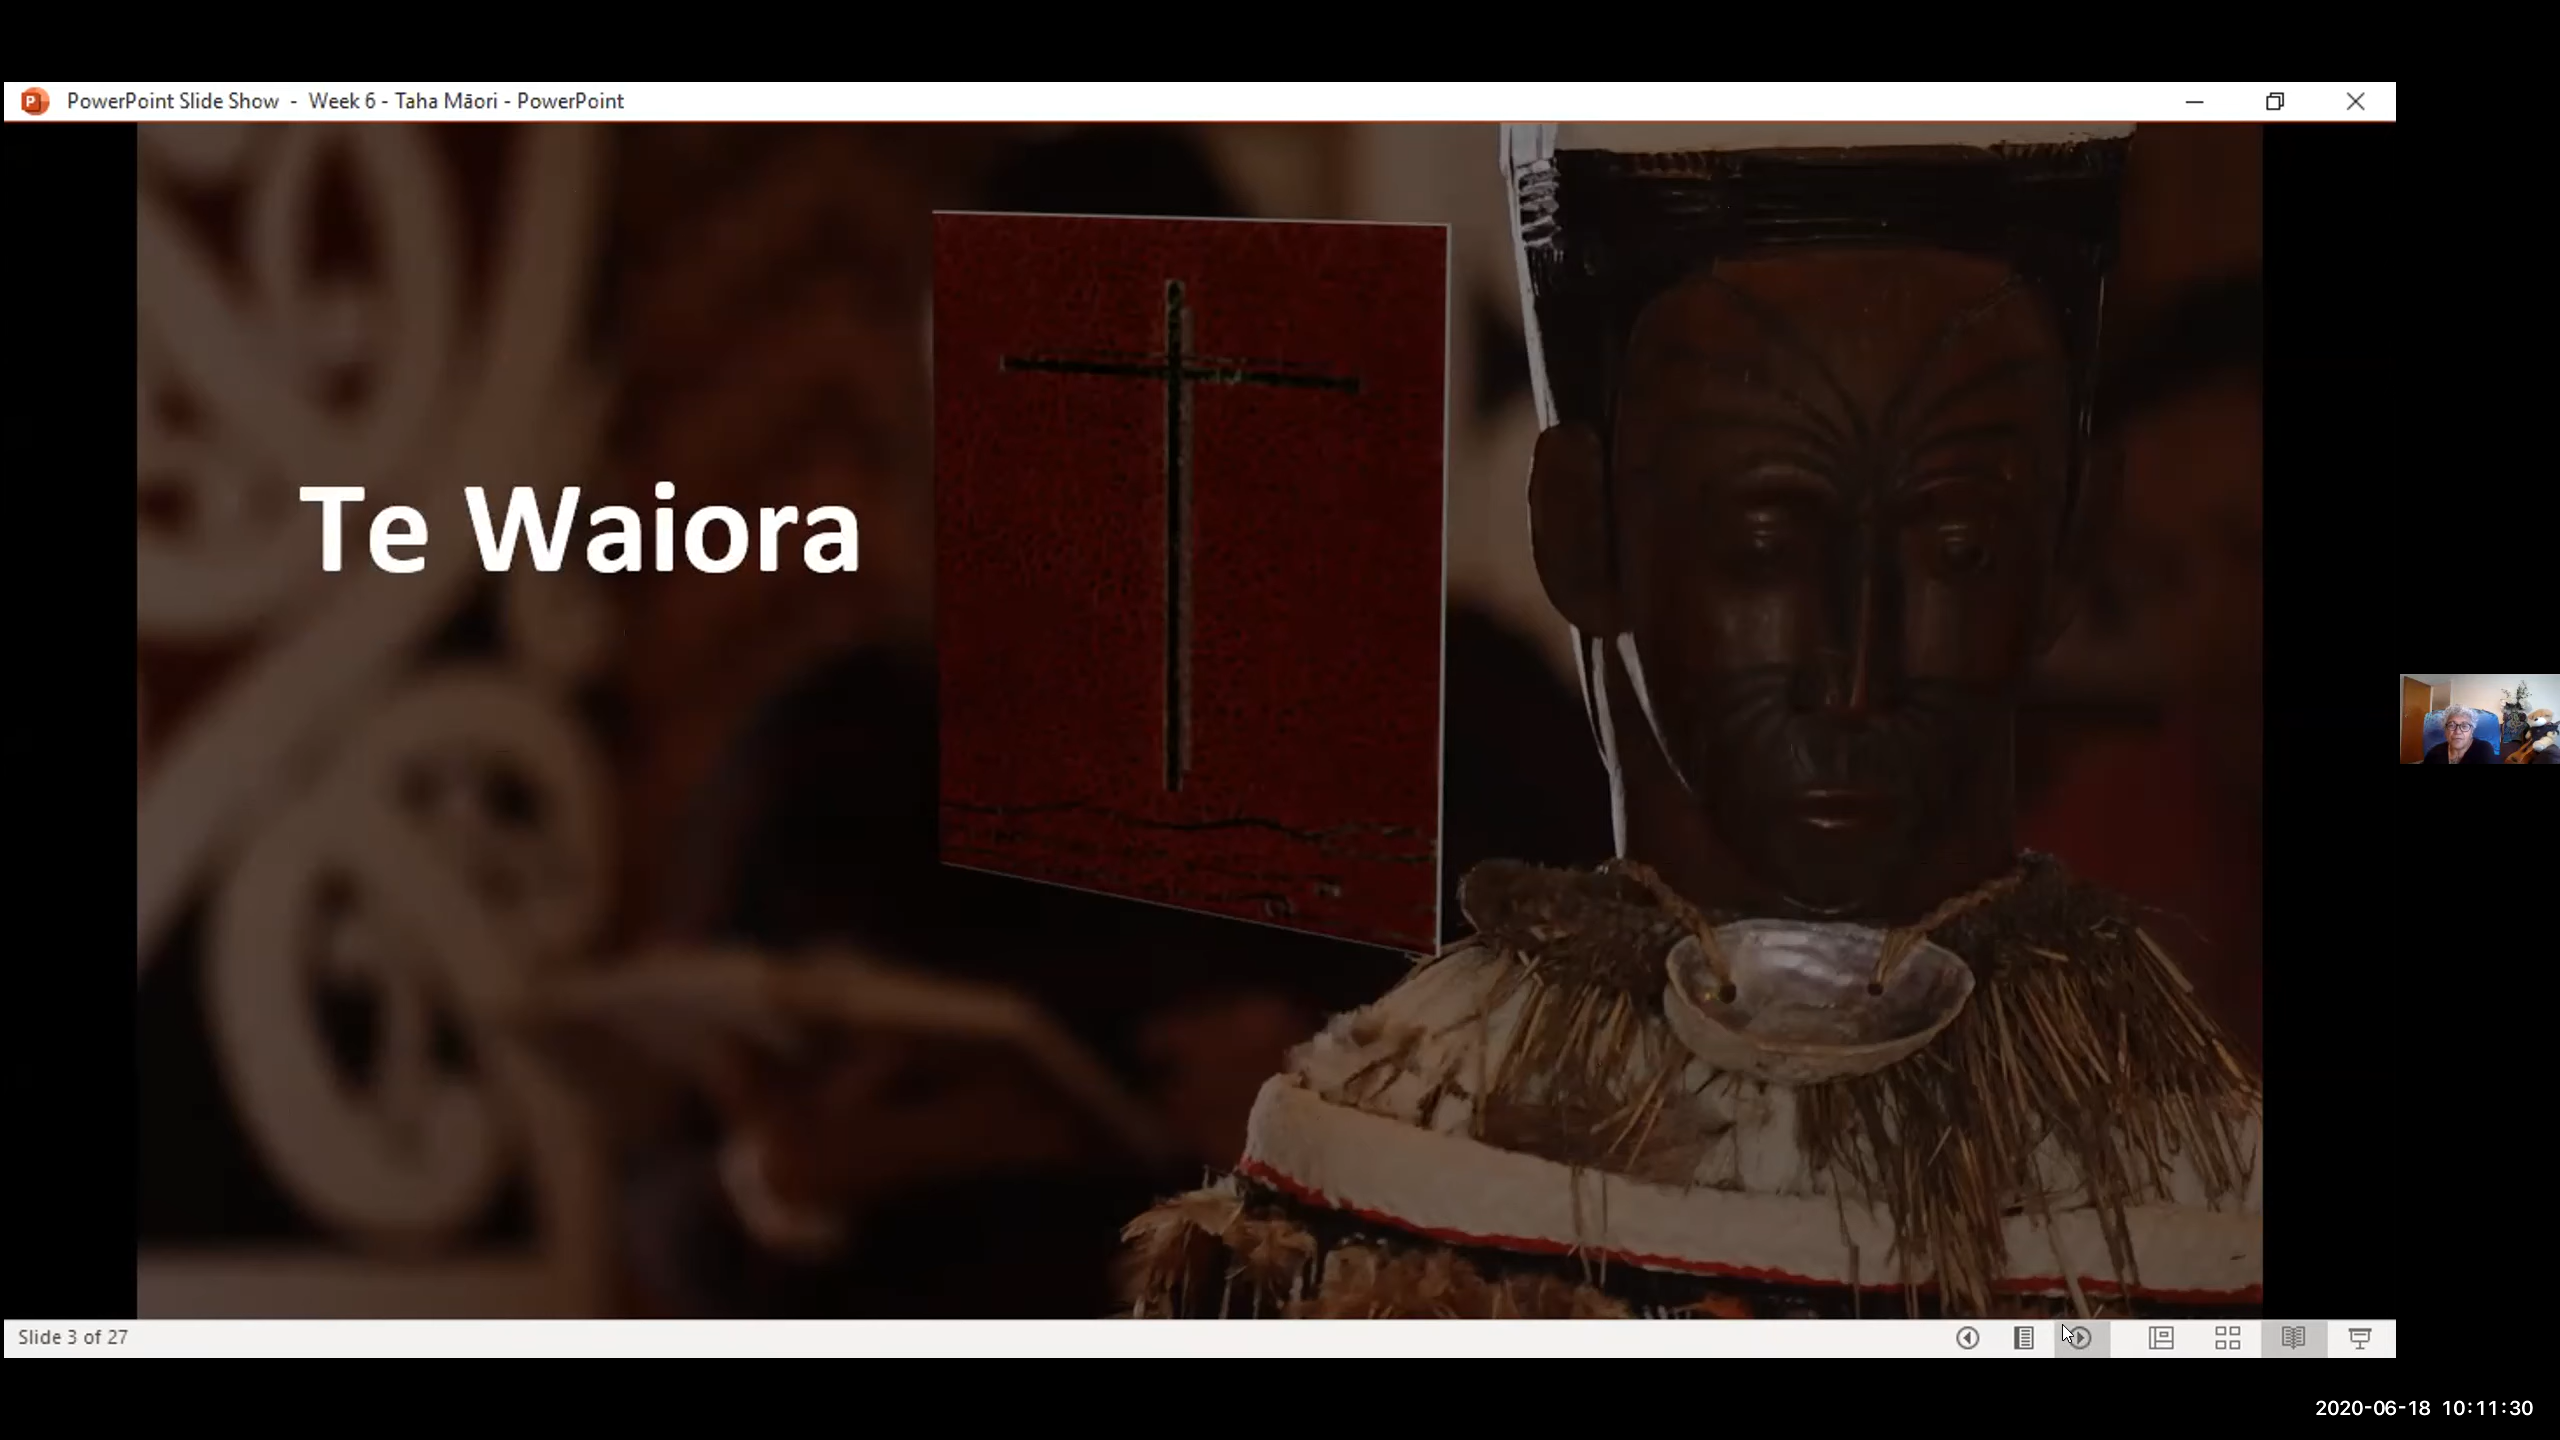 PowerPoint Slide Show - Week 6 - Taha Māori - PowerPoint
Te Waiora
Slide 3 of 27
2020-06-18 10:11:30